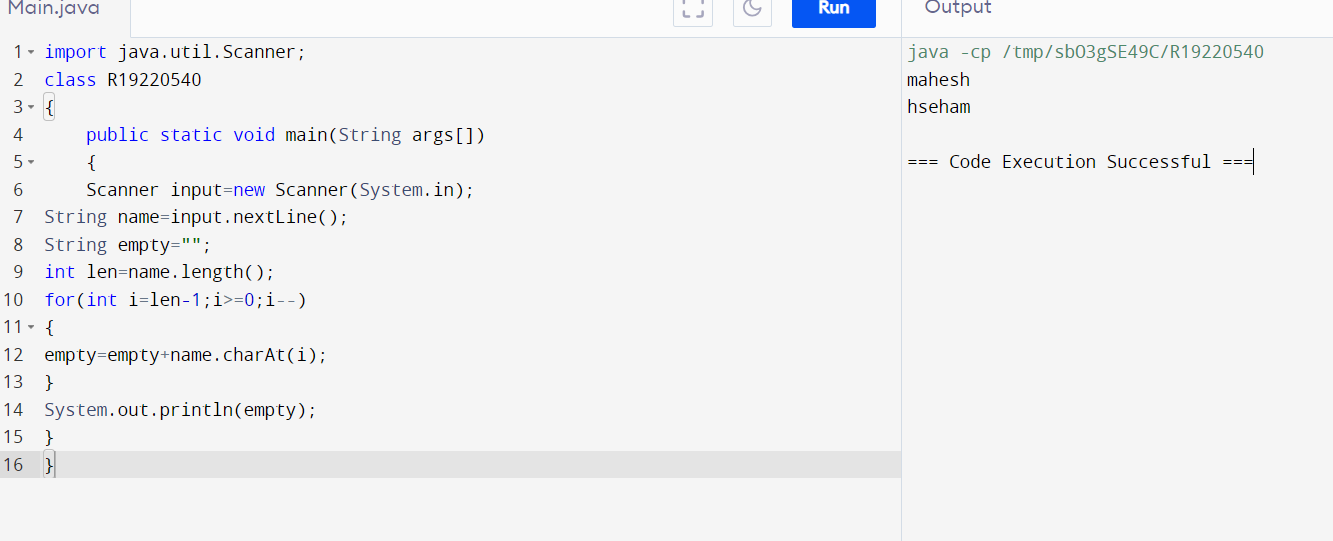 Main.java
Run
Output
1 import java.util.Scanner;
2 class R19220540
3 {
4 public static void main(String args[])
5 {
6 Scanner input=new Scanner(System.in);
7 String name=input.nextLine();
8 String empty="";
9 int len=name.length();
10 for(int i=len-1;i>=0;i--)
11 {
12 empty=empty+name.charAt(i);
13 }
14 System.out.println(empty);
15 }
16 }
java -cp /tmp/sbO3gSE49C/R19220540
mahesh
hseham
=== Code Execution Successful ===